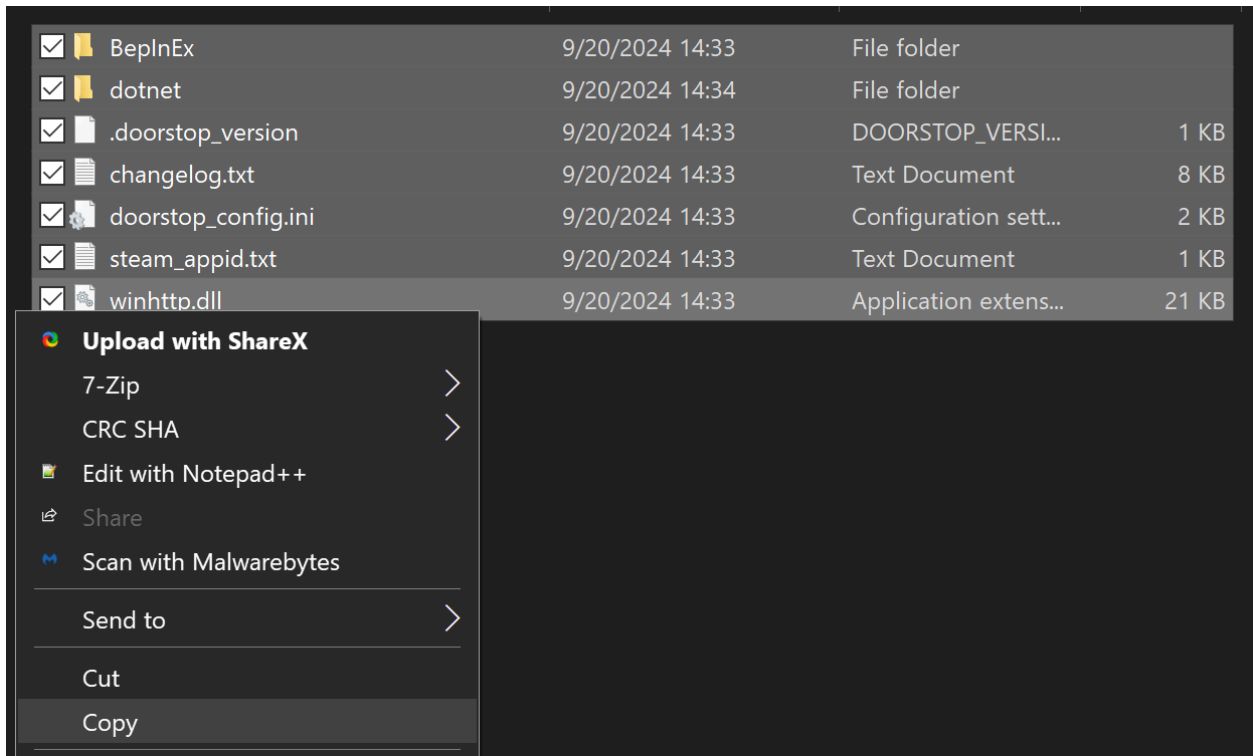 BepInEx 9/20/2024 14:33 File folder
dotnet 9/20/2024 14:34 File folder
.doorstop_version 9/20/2024 14:33 DOORSTOP_VERSI... 1 KB
changelog.txt 9/20/2024 14:33 Text Document 8 KB
doorstop_config.ini 9/20/2024 14:33 Configuration sett... 2 KB
steam_appid.txt 9/20/2024 14:33 Text Document 1 KB
winhttp.dll 9/20/2024 14:33 Application extens... 21 KB
Upload with ShareX
7-Zip
CRC SHA
Edit with Notepad++
Share
Scan with Malwarebytes
Send to
Cut
Copy